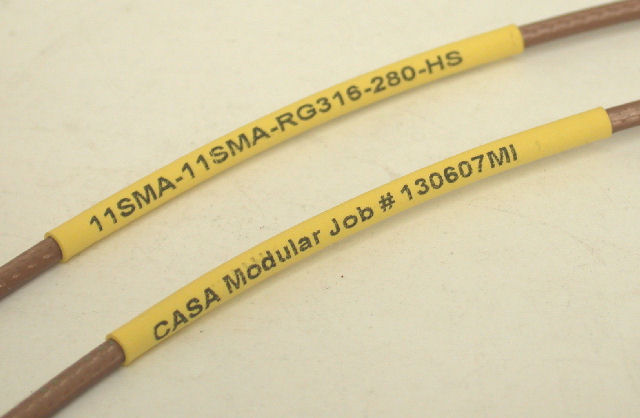 11SMA-11SMA-RG316-280-HS
CASA Modular Job # 130607MI